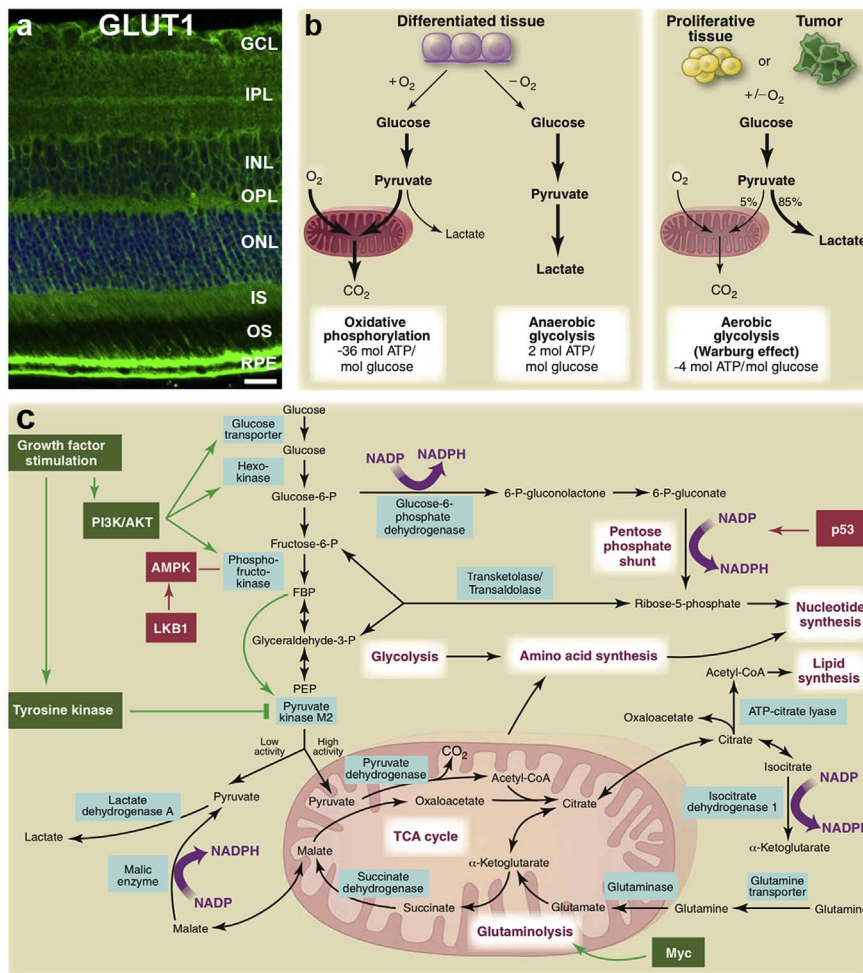 a
GLUT1
GCL
IPL
INL
OPL
ONL
IS
OS
RPE
b
Differentiated tissue
+O2
−O2
Glucose
Glucose
O2
Pyruvate
Pyruvate
Lactate
Lactate
CO2
Oxidative
phosphorylation
~36 mol ATP/
mol glucose
Anaerobic
glycolysis
2 mol ATP/
mol glucose
Proliferative
tissue
or
Tumor
+/−O2
Glucose
O2
Pyruvate
5%
85%
Lactate
CO2
Aerobic
glycolysis
(Warburg effect)
~4 mol ATP/mol glucose
c
Growth factor
stimulation
PI3K/AKT
AMPK
LKB1
Tyrosine kinase
Glucose
Glucose
transporter
Glucose
Hexo-
kinase
Glucose-6-P
Fructose-6-P
Phospho-
fructo-
kinase
FBP
Glyceraldehyde-3-P
PEP
Pyruvate
kinase M2
Low
activity
High
activity
NADP
NADPH
Glucose-6-
phosphate
dehydrogenase
6-P-gluconolactone
6-P-gluconate
Pentose
phosphate
shunt
NADP
NADPH
p53
Transketolase/
Transaldolase
Ribose-5-phosphate
Nucleotide
synthesis
Glycolysis
Amino acid synthesis
Acetyl-CoA
Lipid
synthesis
ATP-citrate lyase
Oxaloacetate
Citrate
Isocitrate
Isocitrate
dehydrogenase 1
NADP
NADPH
α-Ketoglutarate
Pyruvate
Lactate
dehydrogenase A
Lactate
Malic
enzyme
NADPH
NADP
Malate
Pyruvate
Pyruvate
dehydrogenase
CO2
Acetyl-CoA
Oxaloacetate
Citrate
TCA cycle
Malate
α-Ketoglutarate
Succinate
dehydrogenase
Succinate
Glutamate
Glutaminase
Glutamine
Glutamine
transporter
Glutamine
Glutaminolysis
Myc